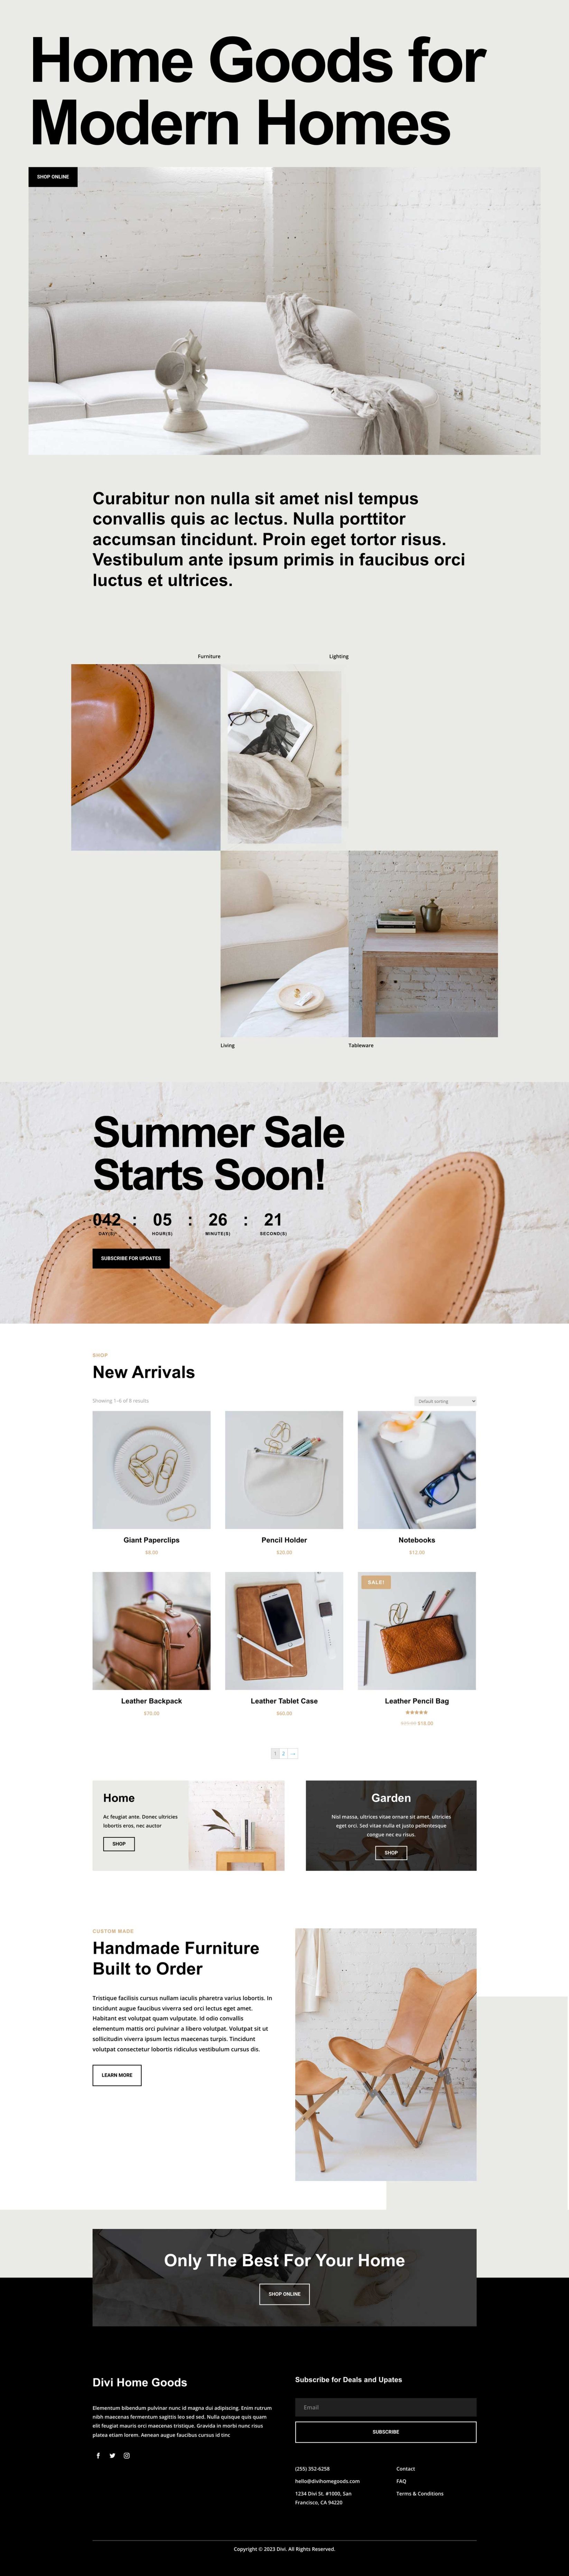 Home Goods for
Modern Homes
SHOP ONLINE
Curabitur non nulla sit amet nisl tempus
convallis quis ac lectus. Nulla porttitor
accumsan tincidunt. Proin eget tortor risus.
Vestibulum ante ipsum primis in faucibus orci
luctus et ultrices.
Furniture
Lighting
Living
Tableware
Summer Sale
Starts Soon!
042 : 05 : 26 : 21
DAY(S) HOUR(S) MINUTE(S) SECOND(S)
SUBSCRIBE FOR UPDATES
SHOP
New Arrivals
Showing 1–6 of 8 results
Default sorting
Giant Paperclips
Pencil Holder
$20.00
Notebooks
$12.00
SALE!
Leather Backpack
$70.00
Leather Tablet Case
$60.00
Leather Pencil Bag
$18.00
1 2 →
Home
Ac feugiat ante. Donec ultricies
lobortis eros, nec auctor
SHOP
Garden
Nisl massa, ultrices vitae ornare sit amet, ultricies
eget orci. Sed vitae nulla et justo pellentesque
congue nec eu risus.
SHOP
CUSTOM MADE
Handmade Furniture
Built to Order
Tristique facilisis cursus nullam iaculis pharetra varius lobortis. In
tincidunt augue faucibus viverra sed orci lectus eget amet.
Habitant est volutpat quam vulputate. Id odio convallis
elementum mattis orci pulvinar a libero volutpat. Volutpat sit ut
sollicitudin viverra ipsum lectus maecenas turpis. Tincidunt
volutpat consectetur lobortis ridiculus vestibulum cursus dis.
LEARN MORE
Only The Best For Your Home
SHOP ONLINE
Divi Home Goods
Elementum bibendum pulvinar nunc id magna dui adipiscing. Enim rutrum
nibh maecenas fermentum sagittis leo sed sed. Nulla quisque quis quam
elit feugiat mauris orci maecenas tristique. Gravida in morbi nunc risus
platea etiam lorem. Aenean augue faucibus cursus id tinc
Subscribe for Deals and Upates
Email
SUBSCRIBE
(255) 352-6258
hello@divihomegoods.com
1234 Divi St. #1000, San
Francisco, CA 94220
Contact
FAQ
Terms & Conditions
Copyright © 2023 Divi. All Rights Reserved.